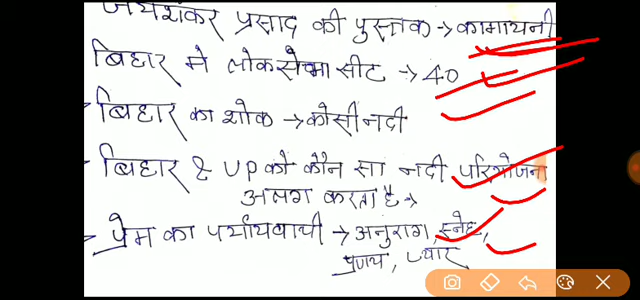 जयशंकर प्रसाद की पुस्तक → कामायनी
बिहार मे लोकसभा सीट → 40
बिहार का शोक → कोसी नदी
बिहार & UP को कौन सा नदी परियोजना
अलग करता है →
प्रेम का पर्यायवाची → अनुराग, स्नेह,
प्रणय, प्यार